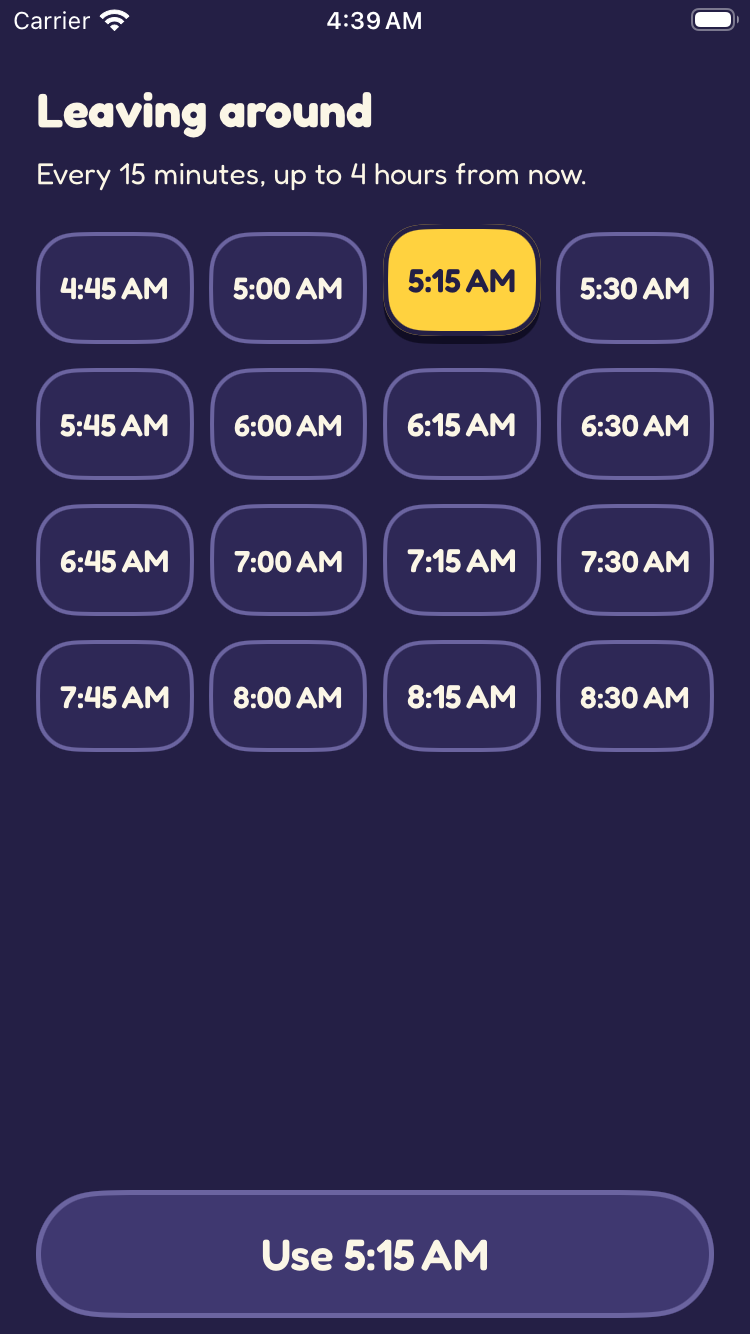 Carrier 4:39 AM
Leaving around
Every 15 minutes, up to 4 hours from now.
4:45 AM 5:00 AM 5:15 AM 5:30 AM
5:45 AM 6:00 AM 6:15 AM 6:30 AM
6:45 AM 7:00 AM 7:15 AM 7:30 AM
7:45 AM 8:00 AM 8:15 AM 8:30 AM
Use 5:15 AM